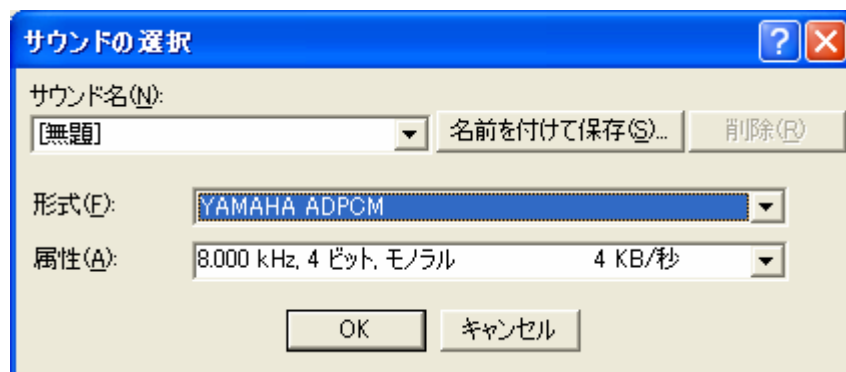 サウンドの選択
サウンド名(N):
[無題]
名前を付けて保存(S)...
削除(R)
形式(F):
YAMAHA ADPCM
属性(A):
8.000 kHz, 4 ビット, モノラル 4 KB/秒
OK
キャンセル